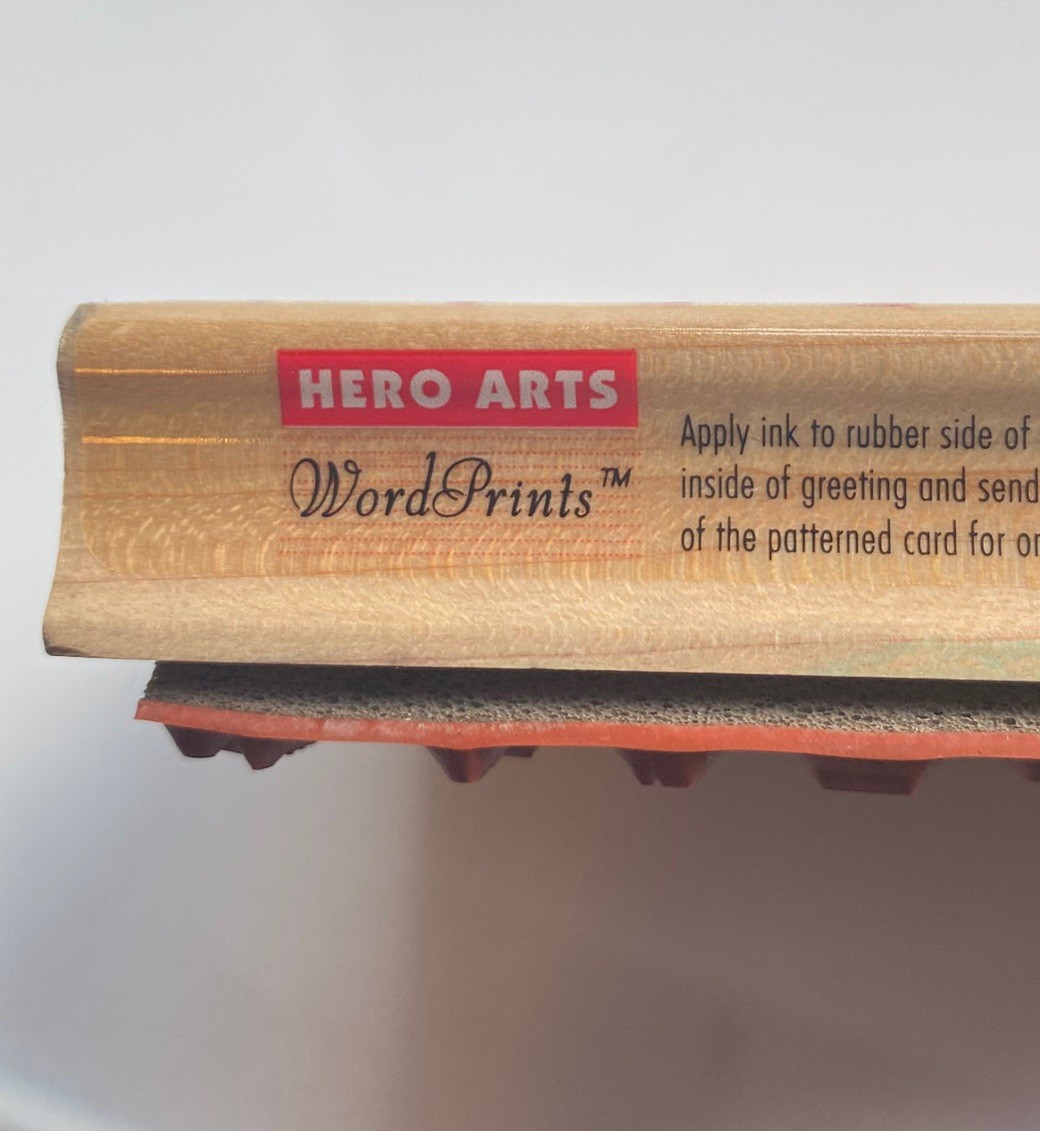 HERO ARTS
WordPrints™
Apply ink to rubber side of
inside of greeting and send
of the patterned card for